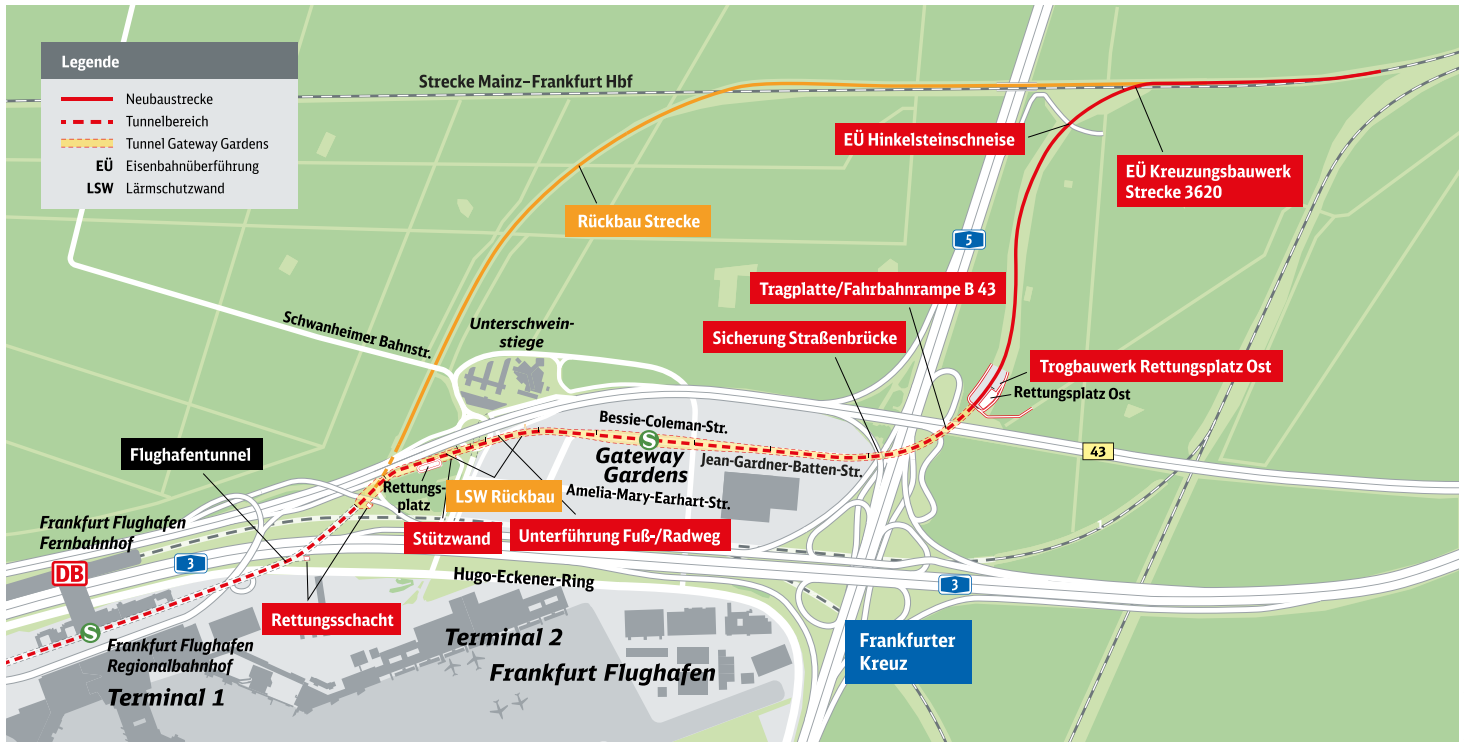 Legende
Neubaustrecke
Tunnelbereich
Tunnel Gateway Gardens
EÜ Eisenbahnüberführung
LSW Lärmschutzwand
Strecke Mainz–Frankfurt Hbf
EÜ Hinkelsteinschneise
EÜ Kreuzungsbauwerk
Strecke 3620
Rückbau Strecke
5
Tragplatte/Fahrbahnrampe B 43
Schwanheimer Bahnstr.
Unterschwein-
stiege
Sicherung Straßenbrücke
Trogbauwerk Rettungsplatz Ost
Rettungsplatz Ost
Bessie-Coleman-Str.
S
Gateway
Gardens
Jean-Gardner-Batten-Str.
43
Flughafentunnel
Rettungs-
platz
LSW Rückbau
Amelia-Mary-Earhart-Str.
Stützwand
Unterführung Fuß-/Radweg
Frankfurt Flughafen
Fernbahnhof
DB
3
Hugo-Eckener-Ring
3
Rettungsschacht
S
Frankfurt Flughafen
Regionalbahnhof
Terminal 1
Terminal 2
Frankfurt Flughafen
Frankfurter
Kreuz